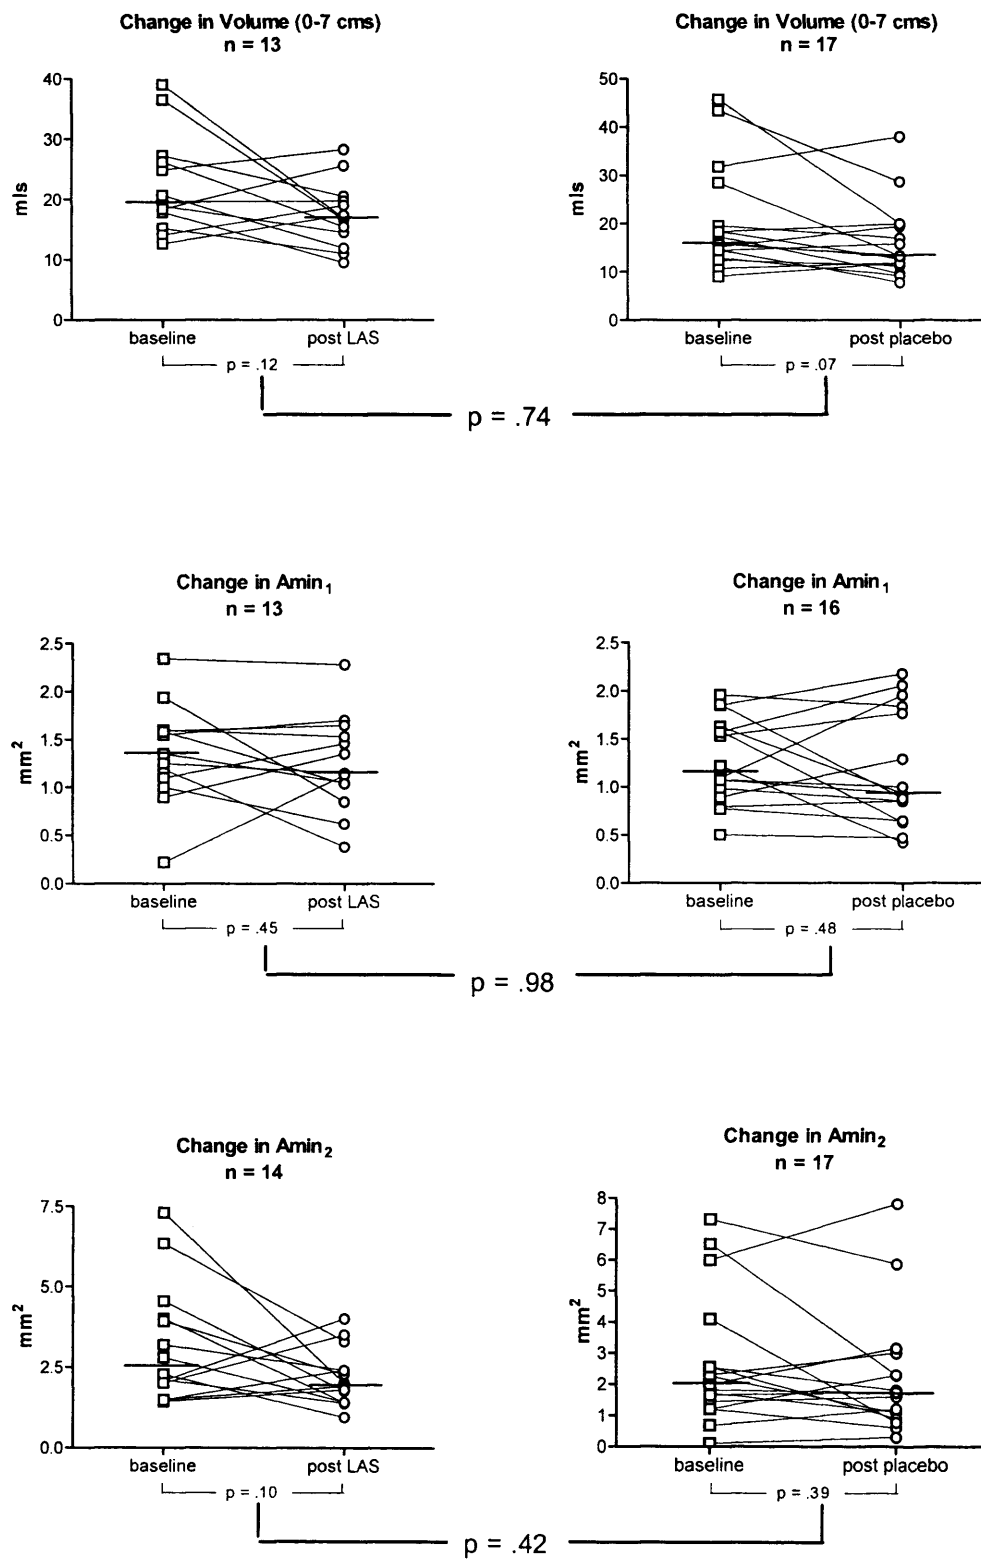 Change in Volume (0-7 cms)
n = 13
40
30
20
10
0
mls
baseline
post LAS
p = .12
Change in Volume (0-7 cms)
n = 17
50
40
30
20
10
0
mls
baseline
post placebo
p = .07
p = .74
Change in Amin₁
n = 13
2.5
2.0
1.5
1.0
0.5
0.0
mm²
baseline
post LAS
p = .45
Change in Amin₁
n = 16
2.5
2.0
1.5
1.0
0.5
0.0
mm²
baseline
post placebo
p = .48
p = .98
Change in Amin₂
n = 14
7.5
5.0
2.5
0.0
mm²
baseline
post LAS
p = .10
Change in Amin₂
n = 17
8
7
6
5
4
3
2
1
0
mm²
baseline
post placebo
p = .39
p = .42